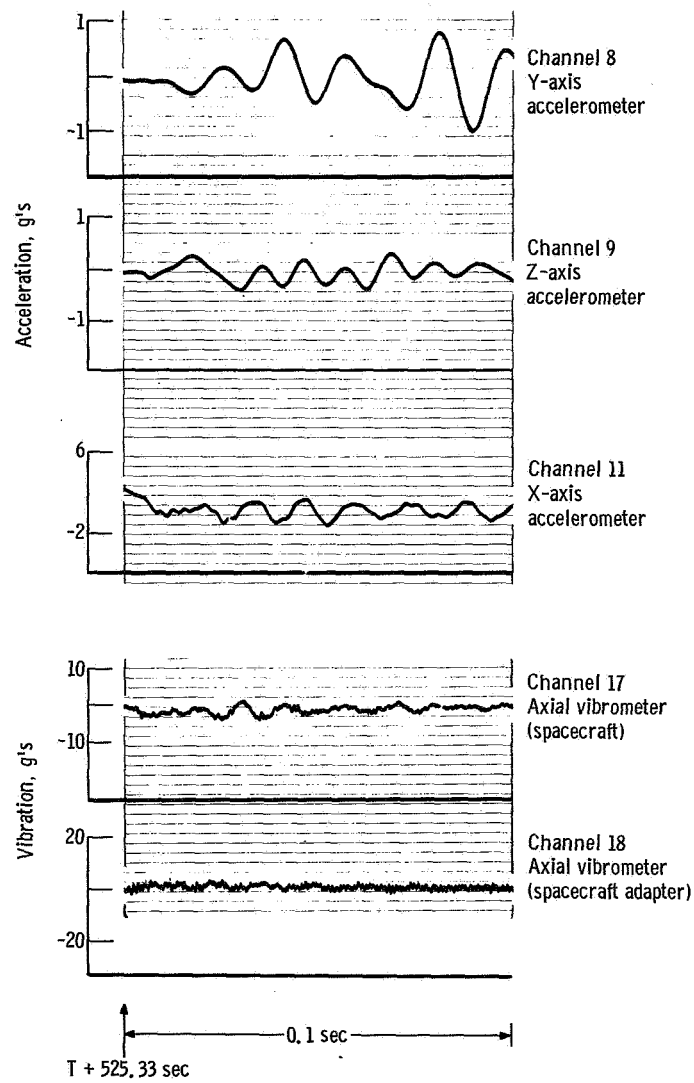 1
-1
Channel 8
Y-axis
accelerometer
Acceleration, g's
1
-1
Channel 9
Z-axis
accelerometer
6
-2
Channel 11
X-axis
accelerometer
Vibration, g's
10
-10
Channel 17
Axial vibrometer
(spacecraft)
20
-20
Channel 18
Axial vibrometer
(spacecraft adapter)
0.1 sec
T + 525.33 sec